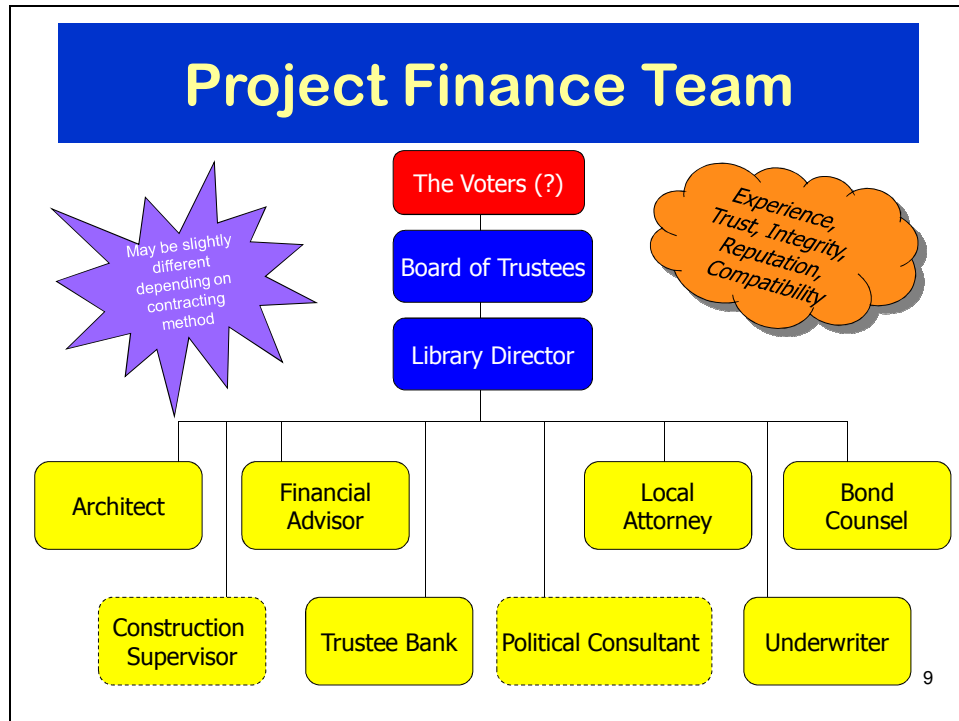 Project Finance Team
The Voters (?)
May be slightly
different
depending on
contracting
method
Experience,
Trust, Integrity,
Reputation,
Compatibility
Board of Trustees
Library Director
Architect
Financial
Advisor
Local
Attorney
Bond
Counsel
Construction
Supervisor
Trustee Bank
Political Consultant
Underwriter
9